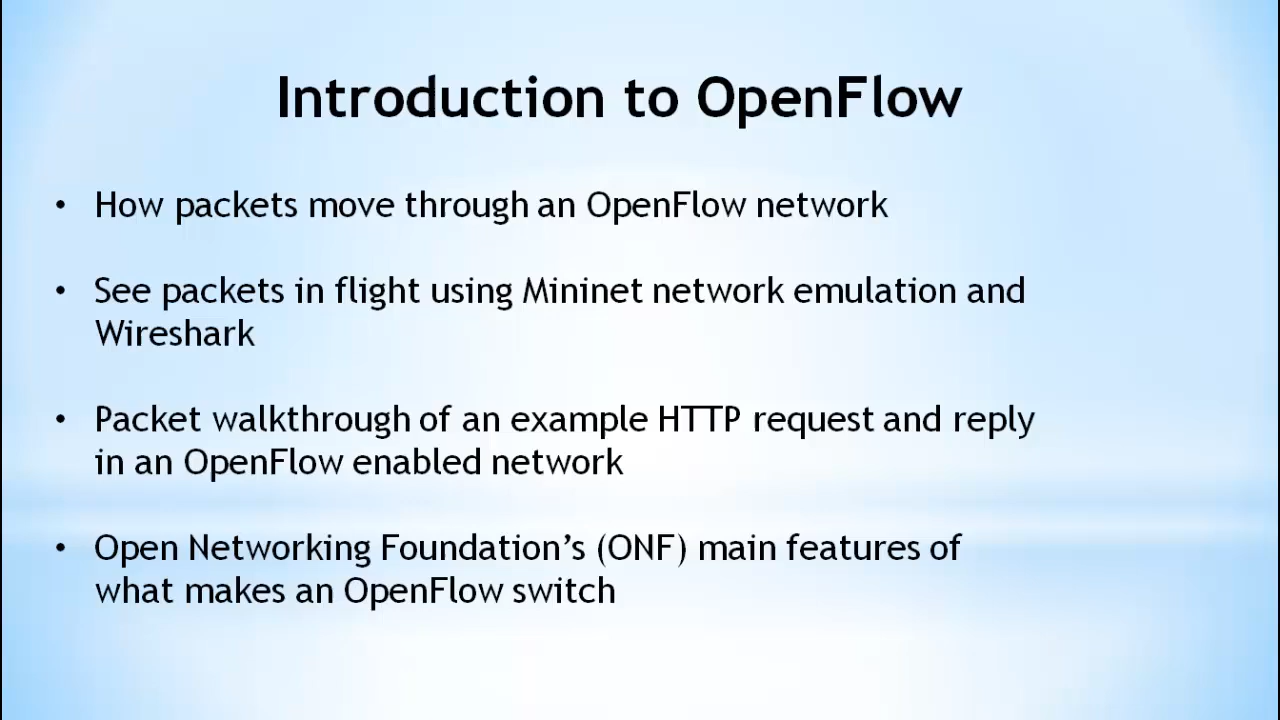 Introduction to OpenFlow
• How packets move through an OpenFlow network
• See packets in flight using Mininet network emulation and
Wireshark
• Packet walkthrough of an example HTTP request and reply
in an OpenFlow enabled network
• Open Networking Foundation’s (ONF) main features of
what makes an OpenFlow switch